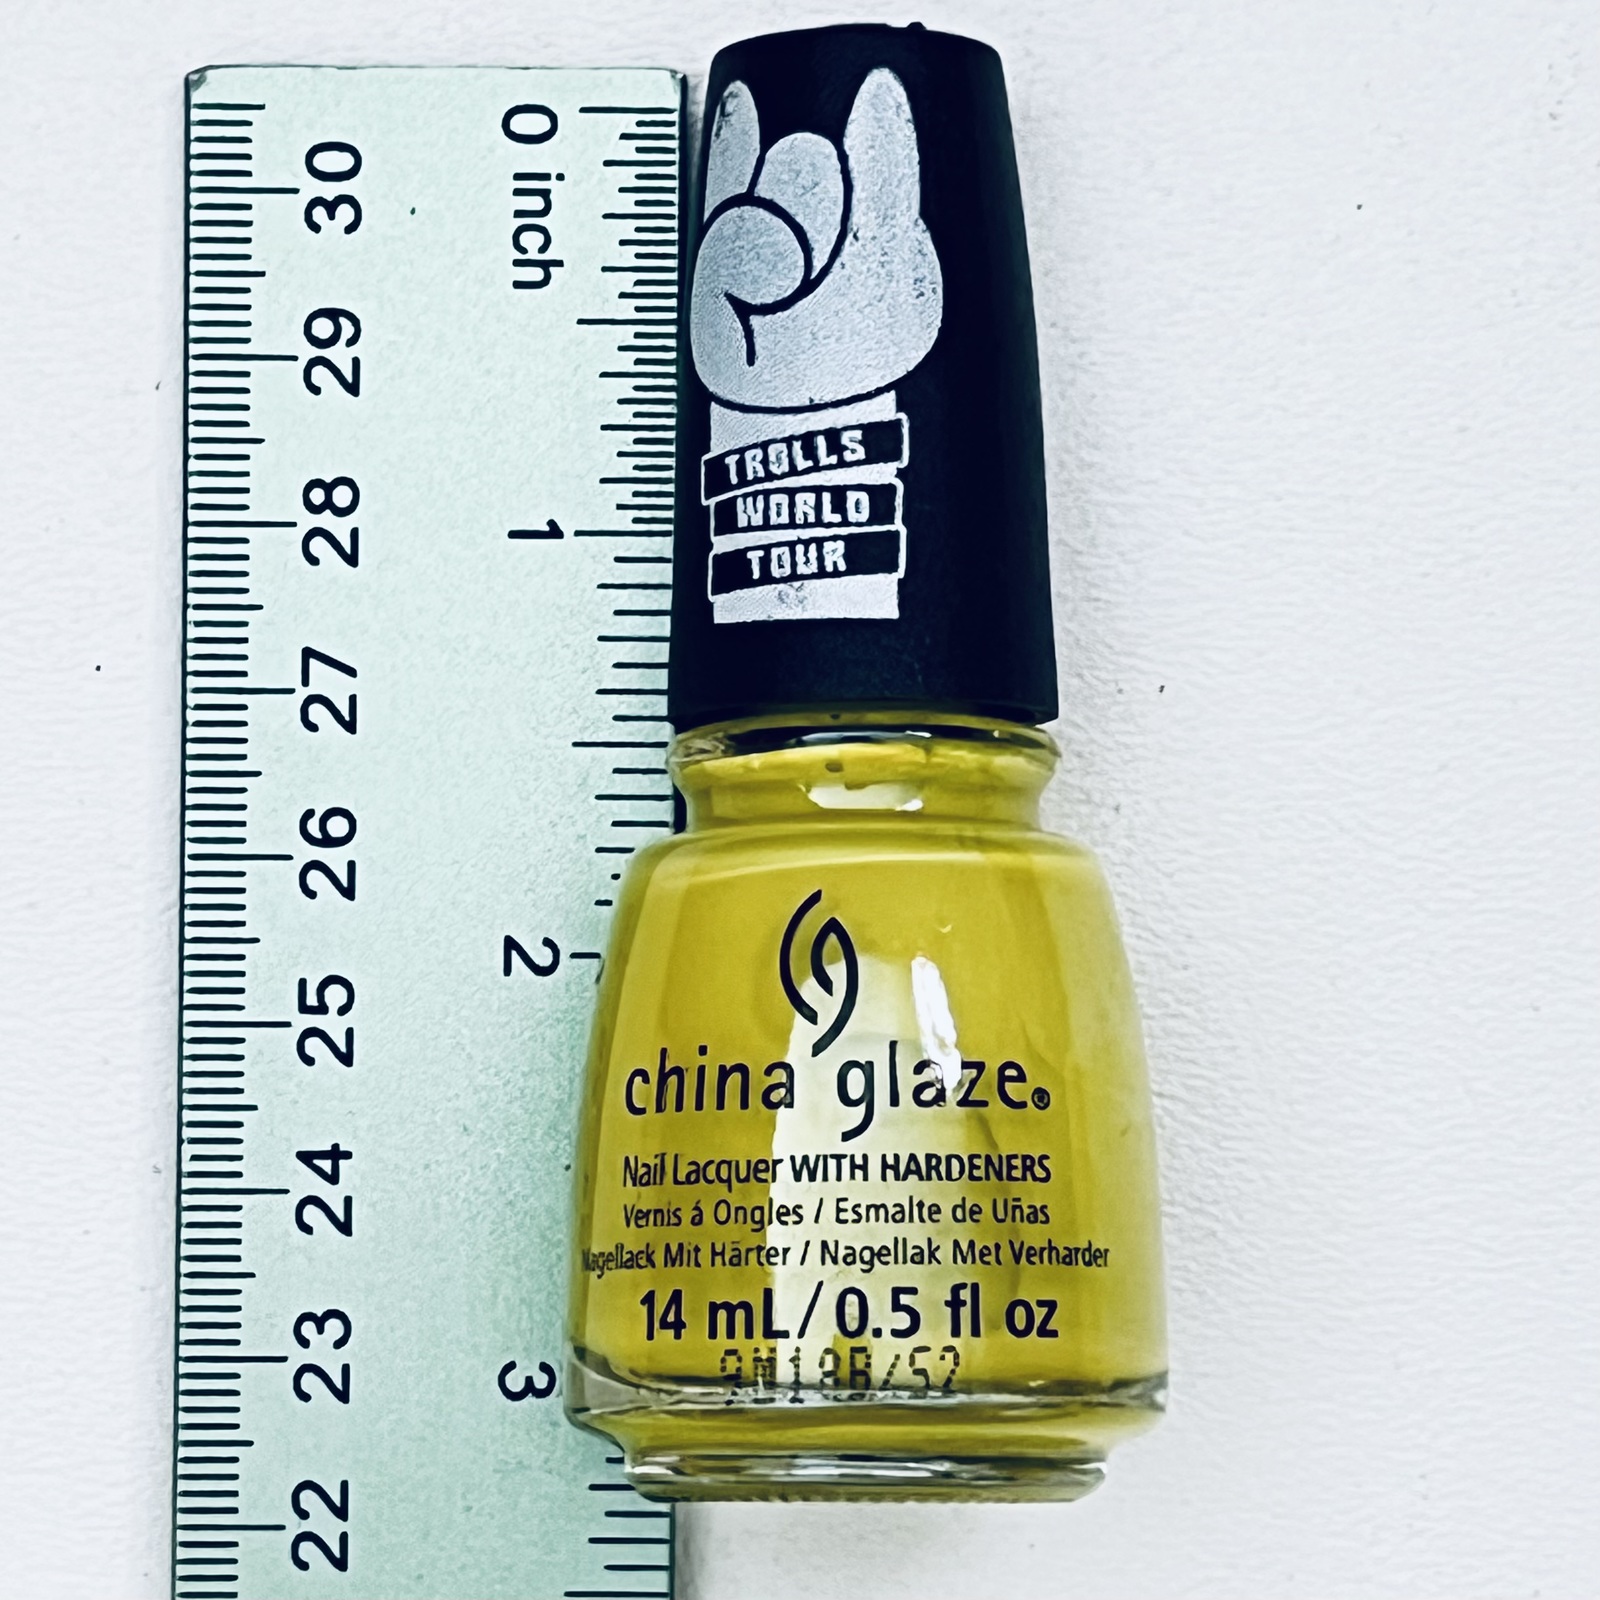 0 inch
1
2
3
30
29
28
27
26
25
24
23
22
TROLLS
WORLD
TOUR
china glaze®
Nail Lacquer WITH HARDENERS
Vernis á Ongles / Esmalte de Uñas
Nagellack Mit Härter / Nagellak Met Verharder
14 mL/0.5 fl oz